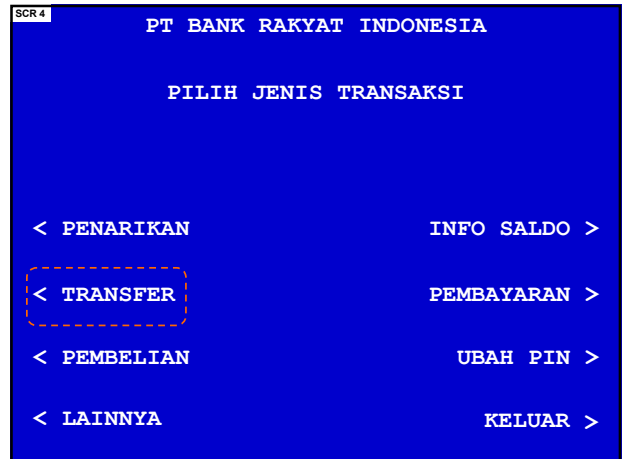 SCR 4
PT BANK RAKYAT INDONESIA
PILIH JENIS TRANSAKSI
< PENARIKAN
INFO SALDO >
< TRANSFER
PEMBAYARAN >
< PEMBELIAN
UBAH PIN >
< LAINNYA
KELUAR >